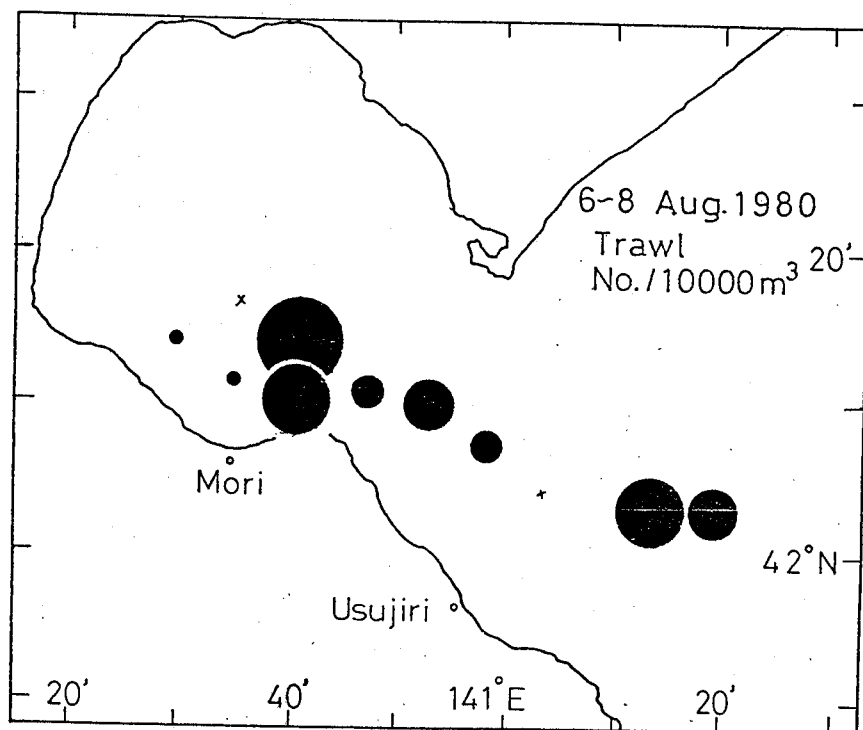 6~8 Aug.1980
Trawl
No./10000m³
20'
Mori
42°N
Usujiri
20'
40'
141°E
20'